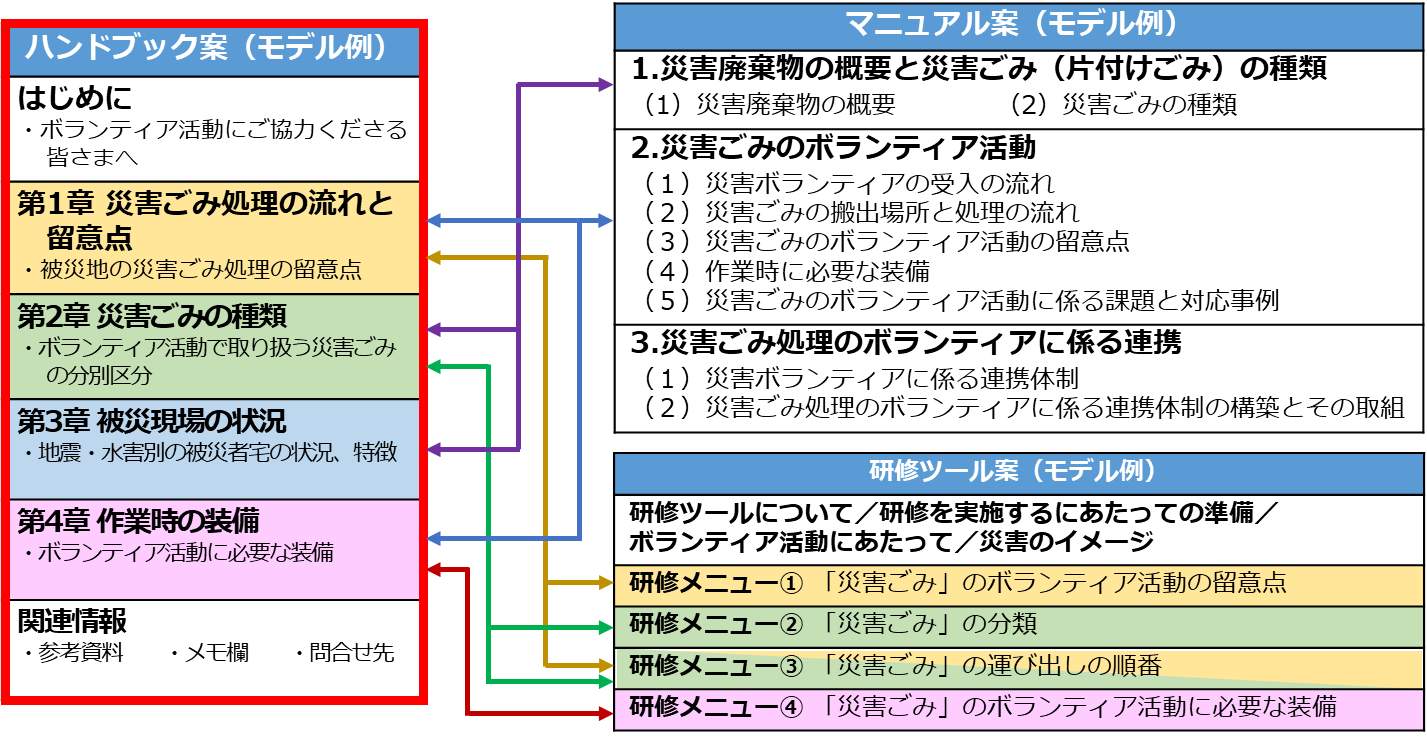 ハンドブック案（モデル例）
はじめに
・ボランティア活動にご協力くださる
皆さまへ
第1章 災害ごみ処理の流れと
留意点
・被災地の災害ごみ処理の留意点
第2章 災害ごみの種類
・ボランティア活動で取り扱う災害ごみ
の分別区分
第3章 被災現場の状況
・地震・水害別の被災者宅の状況、特徴
第4章 作業時の装備
・ボランティア活動に必要な装備
関連情報
・参考資料 ・メモ欄 ・問合せ先
マニュアル案（モデル例）
1.災害廃棄物の概要と災害ごみ（片付けごみ）の種類
（1）災害廃棄物の概要 （2）災害ごみの種類
2.災害ごみのボランティア活動
（１）災害ボランティアの受入の流れ
（２）災害ごみの搬出場所と処理の流れ
（３）災害ごみのボランティア活動の留意点
（４）作業時に必要な装備
（５）災害ごみのボランティア活動に係る課題と対応事例
3.災害ごみ処理のボランティアに係る連携
（１）災害ボランティアに係る連携体制
（２）災害ごみ処理のボランティアに係る連携体制の構築とその取組
研修ツール案（モデル例）
研修ツールについて／研修を実施するにあたっての準備／
ボランティア活動にあたって／災害のイメージ
研修メニュー① 「災害ごみ」のボランティア活動の留意点
研修メニュー② 「災害ごみ」の分類
研修メニュー③ 「災害ごみ」の運び出しの順番
研修メニュー④ 「災害ごみ」のボランティア活動に必要な装備